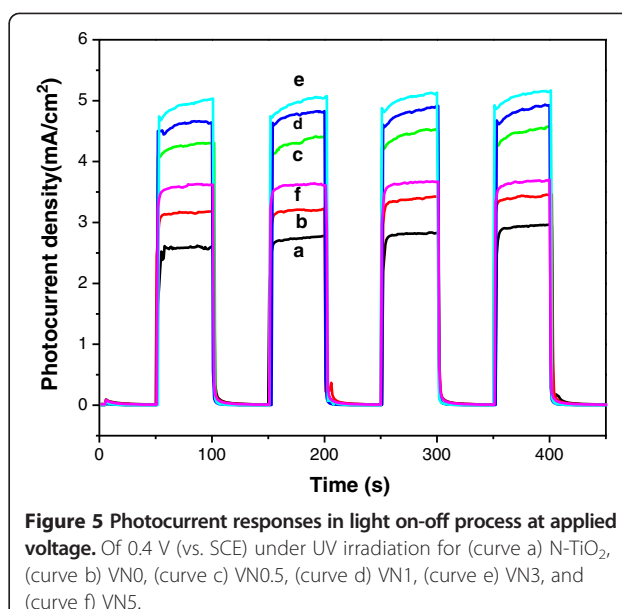 6
5
4
3
2
1
0
Photocurrent density(mA/cm²)
e
d
c
f
b
a
0 100 200 300 400
Time (s)
Figure 5 Photocurrent responses in light on-off process at applied
voltage. Of 0.4 V (vs. SCE) under UV irradiation for (curve a) N-TiO₂,
(curve b) VN0, (curve c) VN0.5, (curve d) VN1, (curve e) VN3, and
(curve f) VN5.